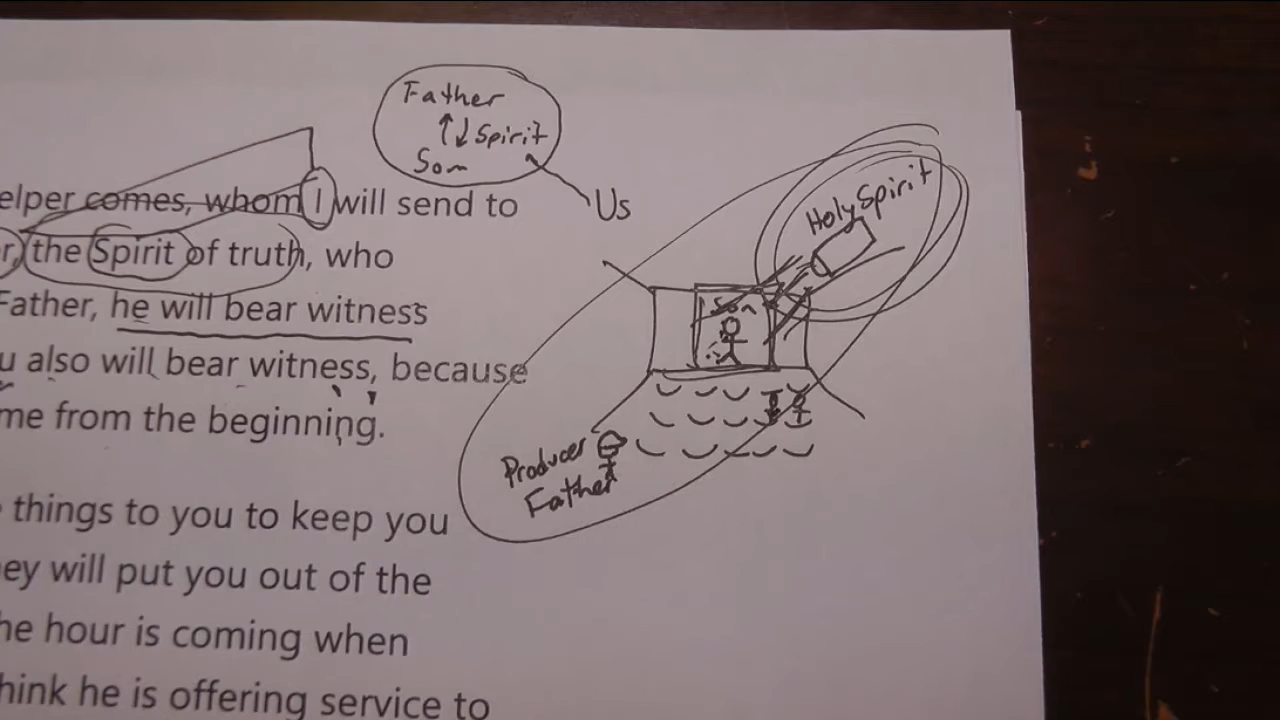 Father
Spirit
Son
Us
Holy Spirit
Son
Producer
Father
elper comes, whom I will send to
r, the Spirit of truth, who
Father, he will bear witness
u also will bear witness, because
me from the beginning.
things to you to keep you
ey will put you out of the
he hour is coming when
hink he is offering service to